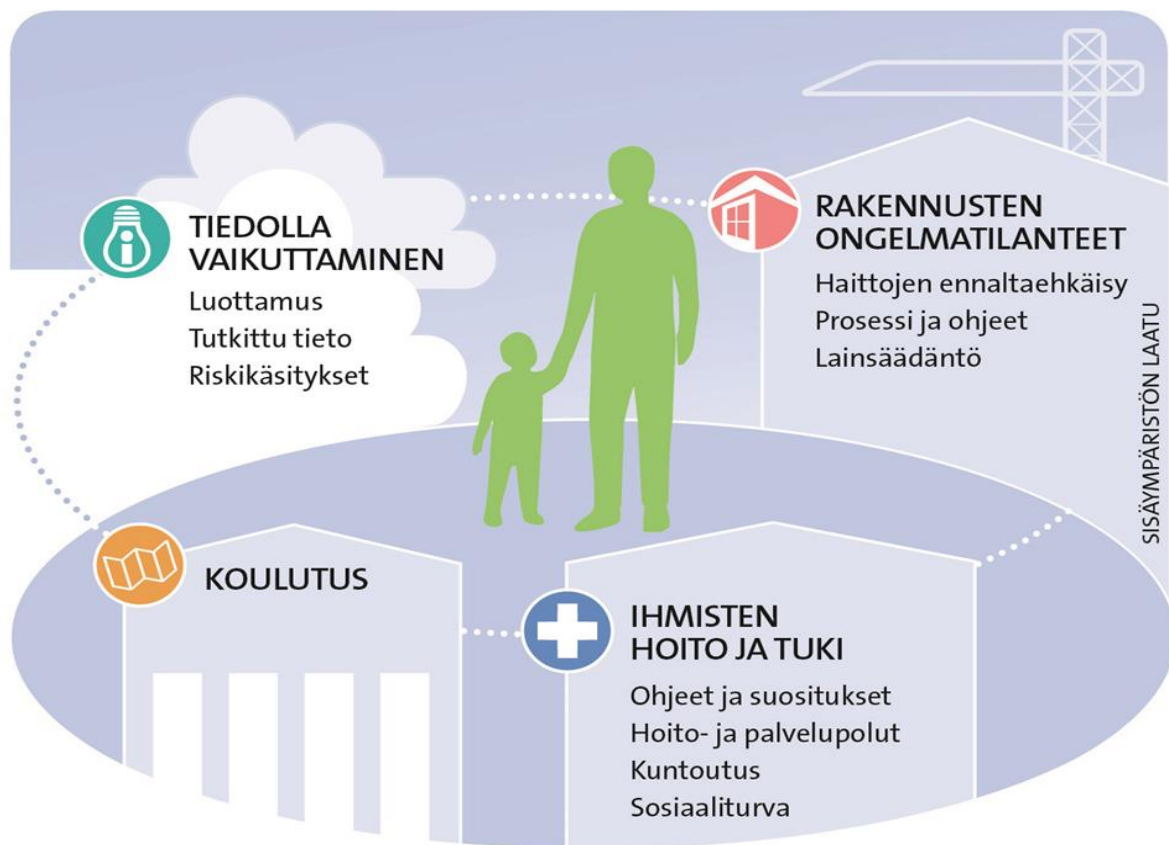 TIEDOLLA
VAIKUTTAMINEN
Luottamus
Tutkittu tieto
Riskikäsitykset
RAKENNUSTEN
ONGELMATILANTEET
Haittojen ennaltaehkäisy
Prosessi ja ohjeet
Lainsäädäntö
SISÄYMPÄRISTÖN LAATU
KOULUTUS
IHMISTEN
HOITO JA TUKI
Ohjeet ja suositukset
Hoito- ja palvelupolut
Kuntoutus
Sosiaaliturva